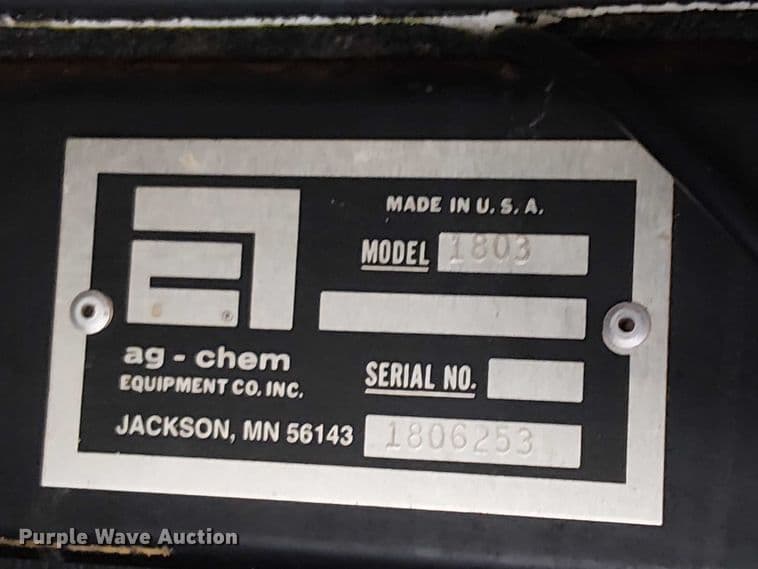 MADE IN U.S.A.
MODEL 1803
®
ag-chem
EQUIPMENT CO. INC.
SERIAL NO.
JACKSON, MN 56143 1806253
Purple Wave Auction